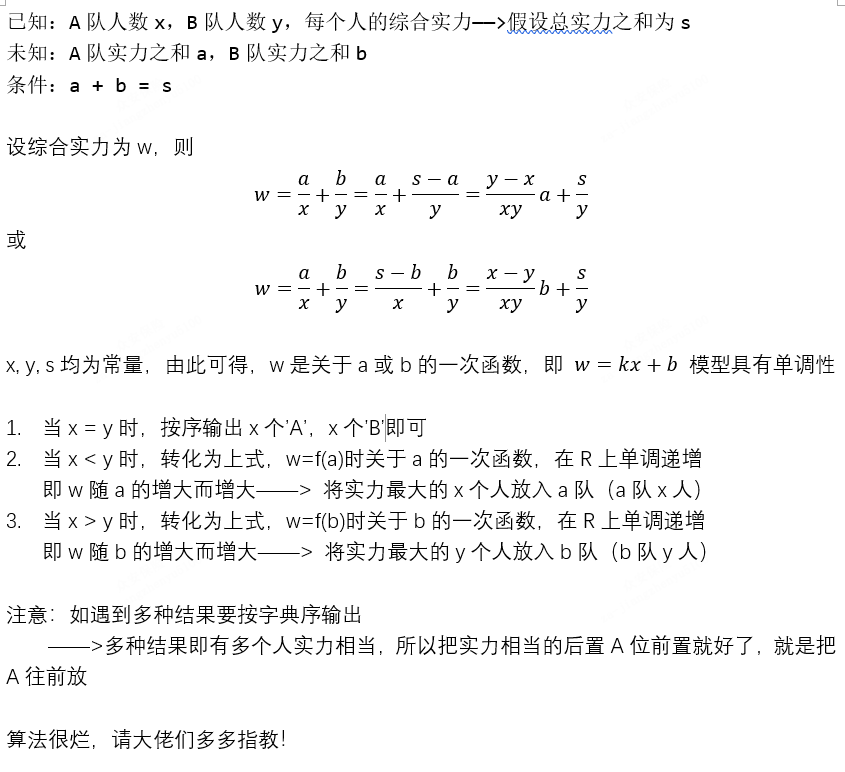 已知：A 队人数 x，B 队人数 y，每个人的综合实力——>假设总实力之和为 s
未知：A 队实力之和 a，B 队实力之和 b
条件：a + b = s
设综合实力为 w，则
w = a/x + b/y = a/x + (s − a)/y = (y − x)/(xy) a + s/y
或
w = a/x + b/y = (s − b)/x + b/y = (x − y)/(xy) b + s/y
x, y, s 均为常量，由此可得，w 是关于 a 或 b 的一次函数，即 w = kx + b 模型具有单调性
1. 当 x = y 时，按序输出 x 个'A'，x 个'B'即可
2. 当 x < y 时，转化为上式，w=f(a)时关于 a 的一次函数，在 R 上单调递增
即 w 随 a 的增大而增大——> 将实力最大的 x 个人放入 a 队（a 队 x 人）
3. 当 x > y 时，转化为上式，w=f(b)时关于 b 的一次函数，在 R 上单调递增
即 w 随 b 的增大而增大——> 将实力最大的 y 个人放入 b 队（b 队 y 人）
注意：如遇到多种结果要按字典序输出
——>多种结果即有多个人实力相当，所以把实力相当的后置 A 位前置就好了，就是把
A 往前放
算法很烂，请大佬们多多指教！